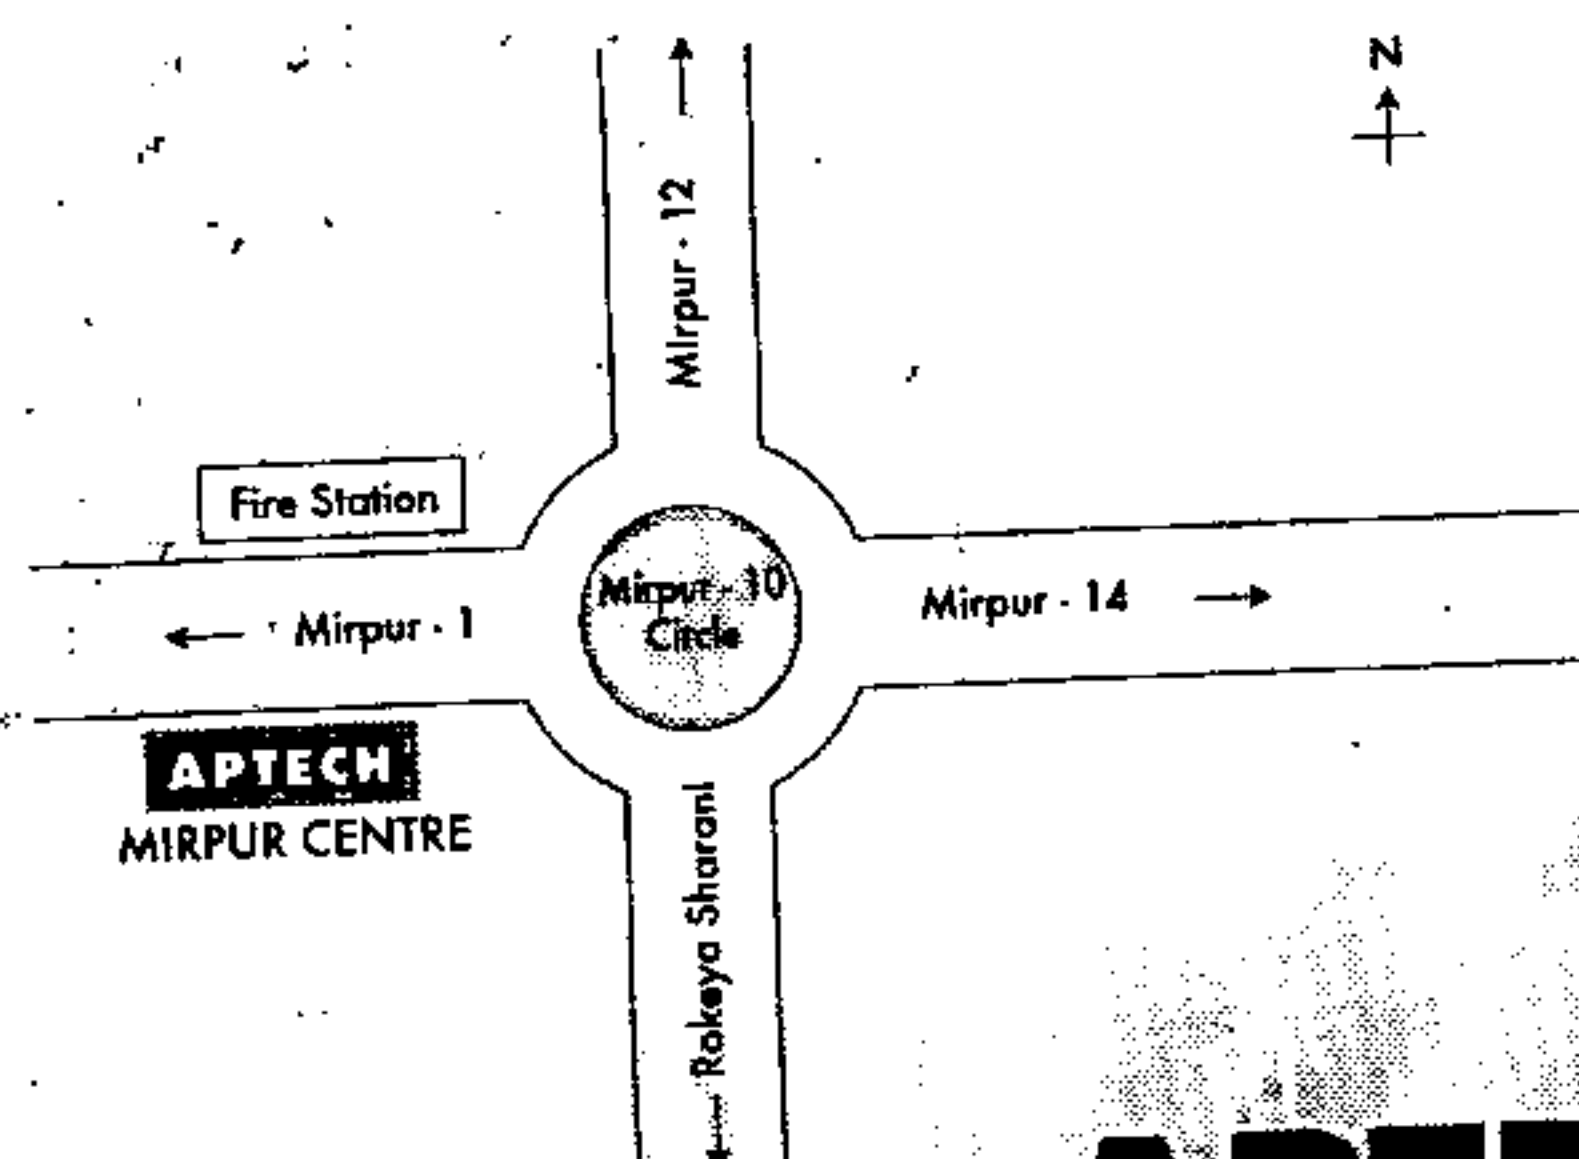 N
Mirpur - 12
Fire Station
Mirpur - 10
Circle
Mirpur - 1
Mirpur - 14
APTECH
MIRPUR CENTRE
Rokeya Sharani